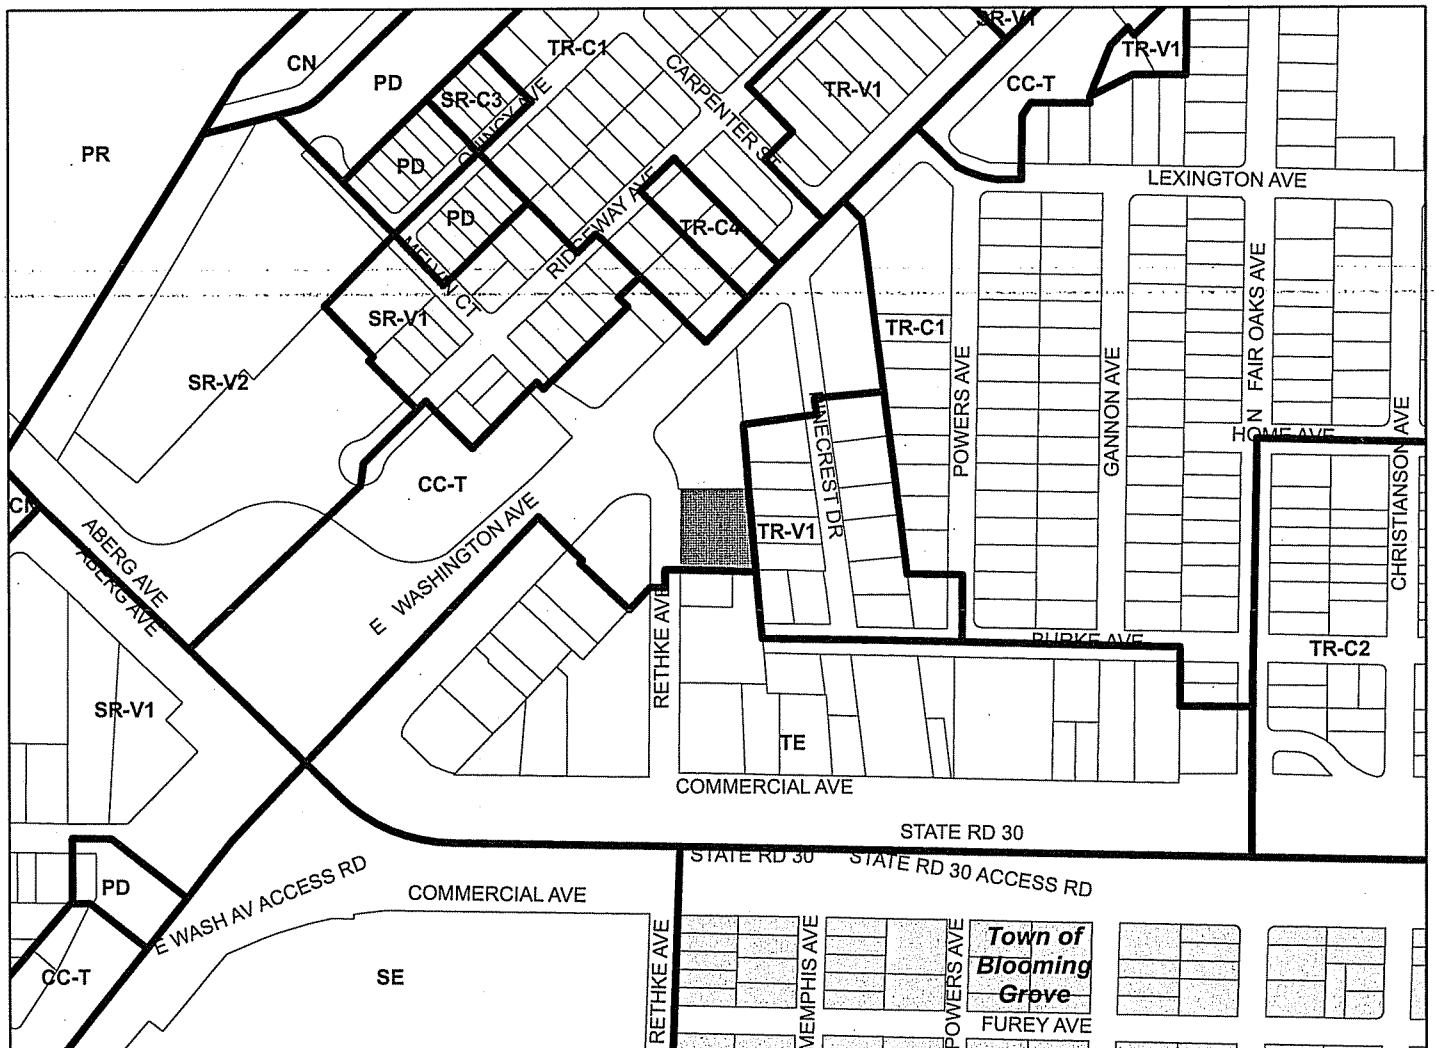 SR-V1
TR-C1
TR-V1
CN
PD
CARPENTER ST
CC-T
TR-V1
SR-C3
QUINCY AVE
PR
PD
LEXINGTON AVE
PD
RIDGEWAY AVE
TR-C4
MELVIN CT
N FAIR OAKS AVE
SR-V1
TR-C1
SR-V2
POWERS AVE
GANNON AVE
PINECREST DR
HOME AVE
CHRISTIANSON AVE
CC-T
CN
E WASHINGTON AVE
TR-V1
ABERG AVE
ABERG AVE
RETHKE AVE
BURKE AVE
TR-C2
SR-V1
TE
COMMERCIAL AVE
STATE RD 30
STATE RD 30
STATE RD 30 ACCESS RD
PD
E WASH AV ACCESS RD
COMMERCIAL AVE
Town of
Blooming
Grove
CC-T
SE
RETHKE AVE
MEMPHIS AVE
POWERS AVE
FUREY AVE